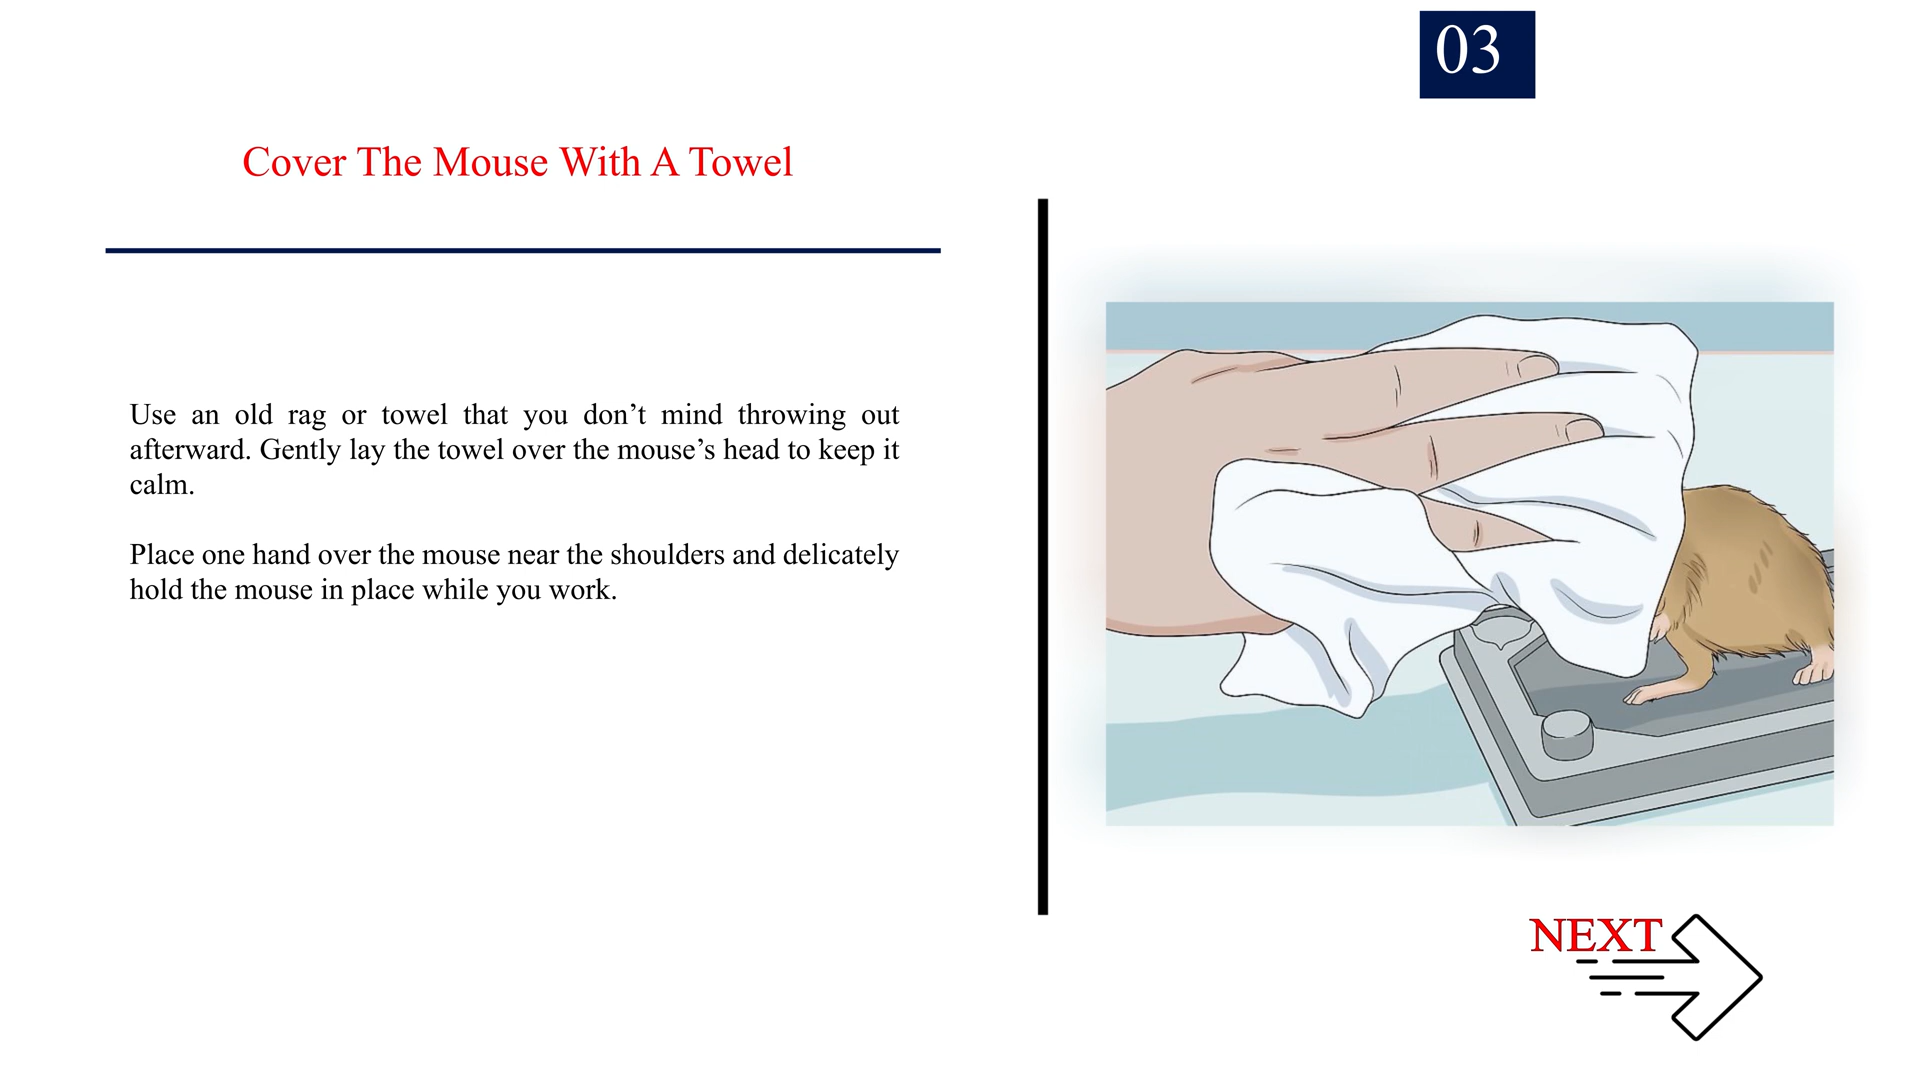 03
Cover The Mouse With A Towel
Use an old rag or towel that you don’t mind throwing out
afterward. Gently lay the towel over the mouse’s head to keep it
calm.
Place one hand over the mouse near the shoulders and delicately
hold the mouse in place while you work.
NEXT